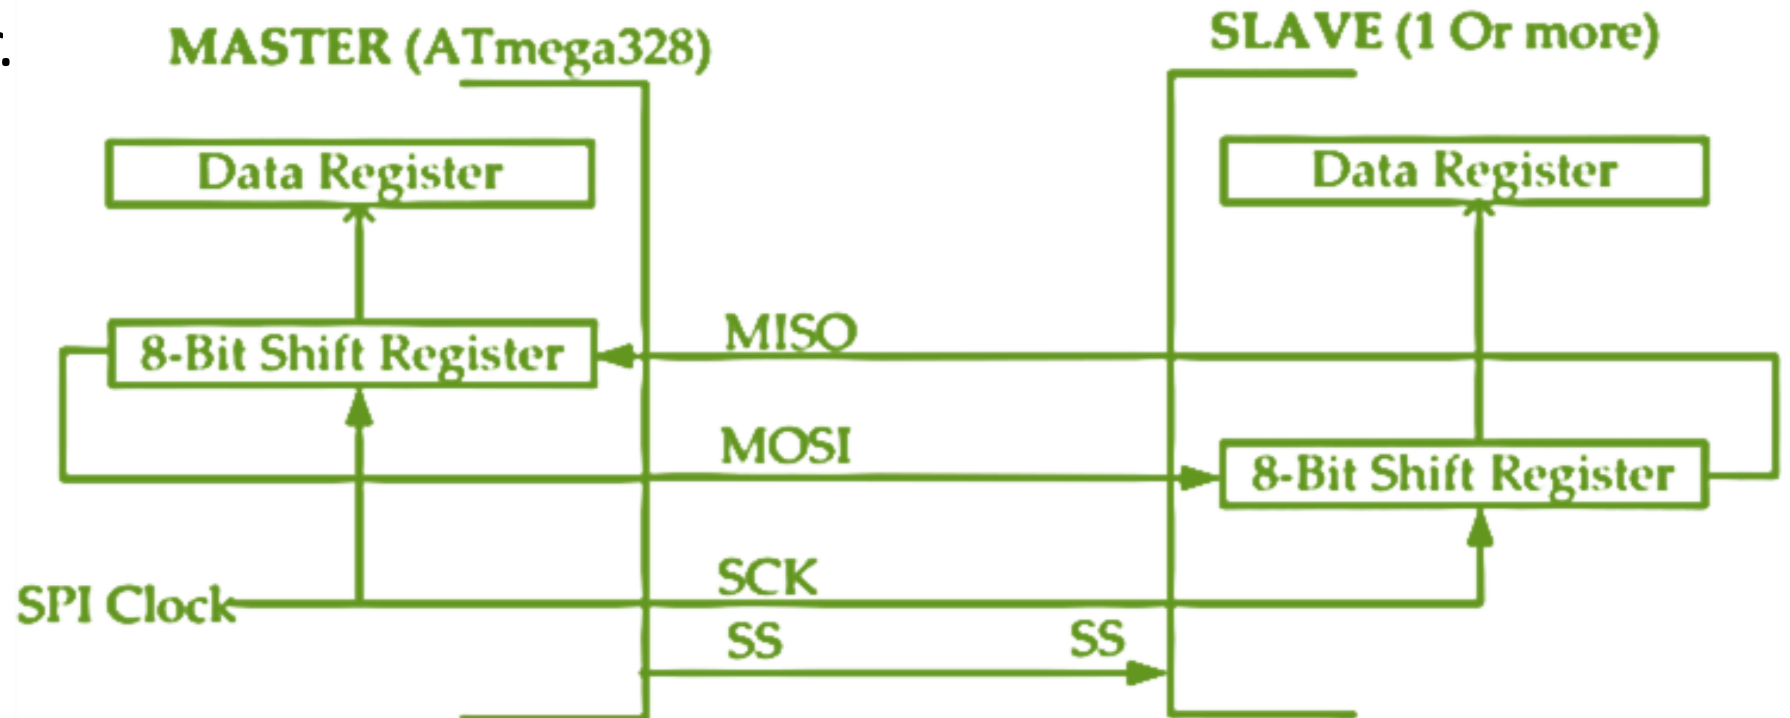 MASTER (ATmega328)
SLAVE (1 Or more)
Data Register
Data Register
8-Bit Shift Register
MISO
MOSI
8-Bit Shift Register
SPI Clock
SCK
SS
SS